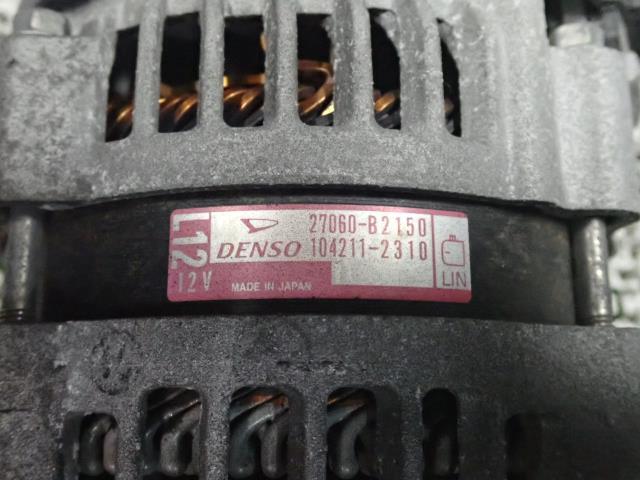 L12
27060-B2150
DENSO 104211-2310
12V MADE IN JAPAN
LIN